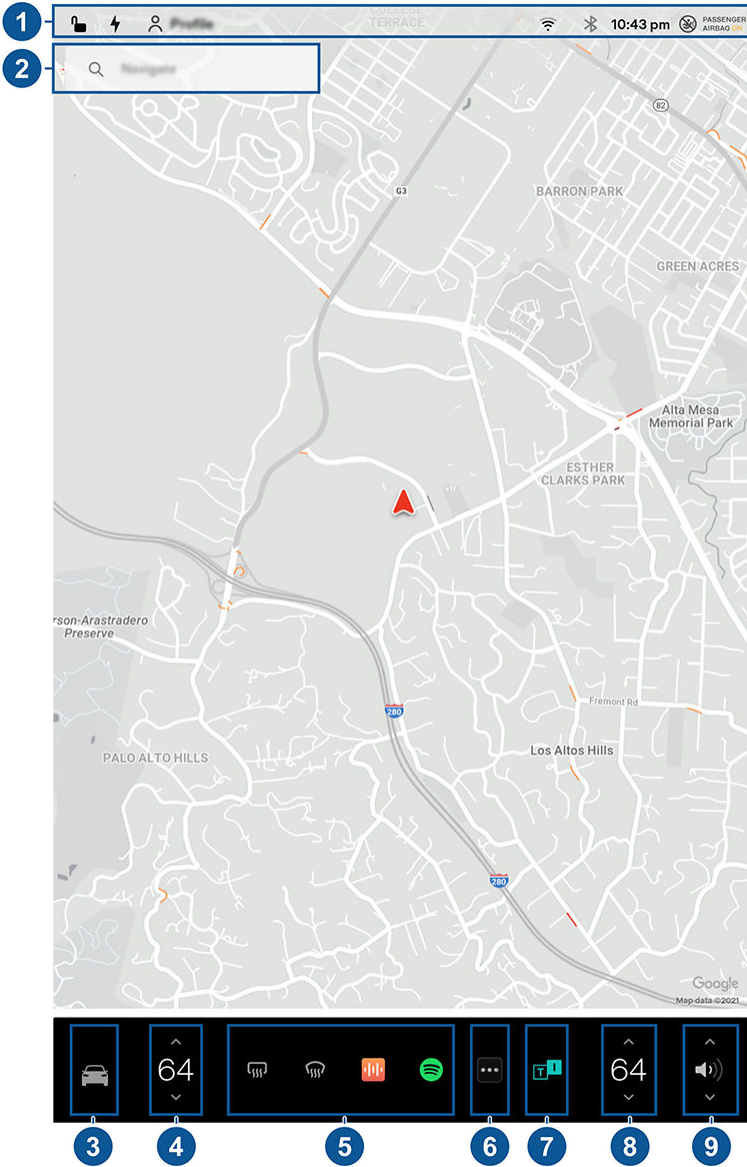 1
COLLEGE
TERRACE
Profile
10:43 pm
PASSENGER
AIRBAG ON
2
Navigate
82
G3
BARRON PARK
GREEN ACRES
Alta Mesa
Memorial Park
ESTHER
CLARKS PARK
rson-Arastradero
Preserve
280
Fremont Rd
Los Altos Hills
PALO ALTO HILLS
280
Google
Map data ©2021
64
T I
64
3 4 5 6 7 8 9